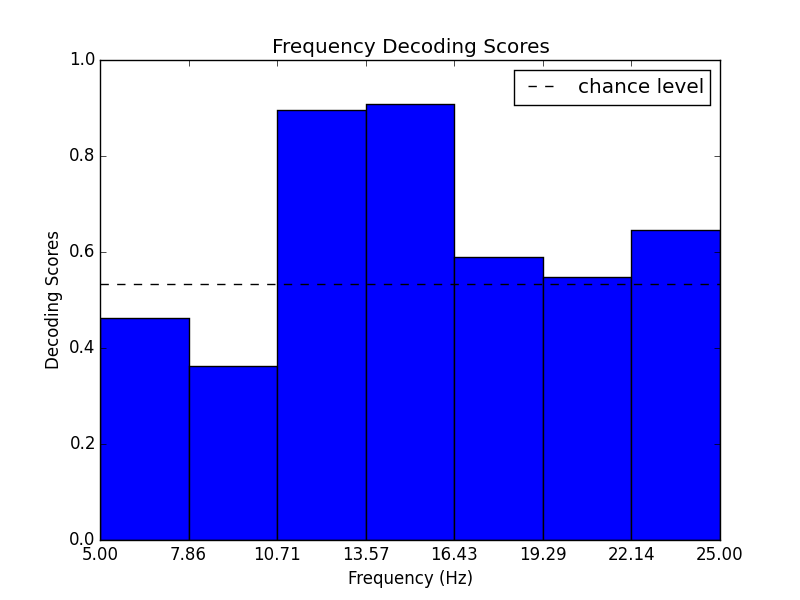 Frequency Decoding Scores
chance level
1.0
0.8
0.6
0.4
0.2
0.0
Decoding Scores
5.00 7.86 10.71 13.57 16.43 19.29 22.14 25.00
Frequency (Hz)